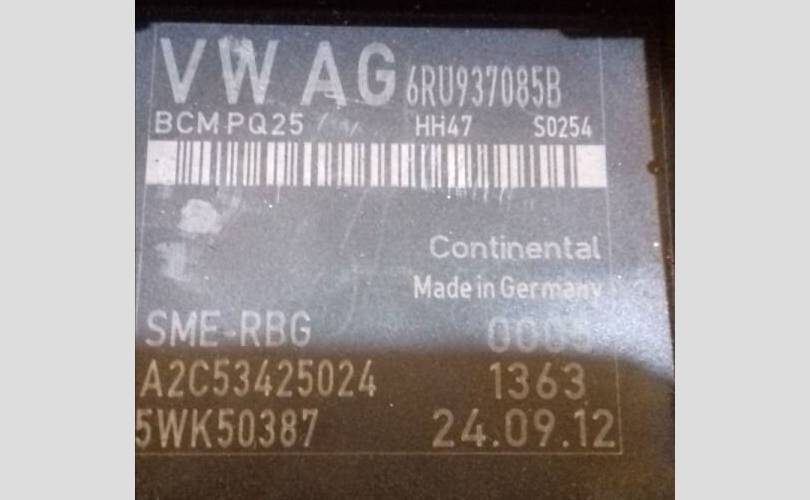 VW AG 6RU937085B
BCM PQ25 HH47 S0254
Continental
Made in Germany
SME-RBG 0005
A2C53425024 1363
5WK50387 24.09.12